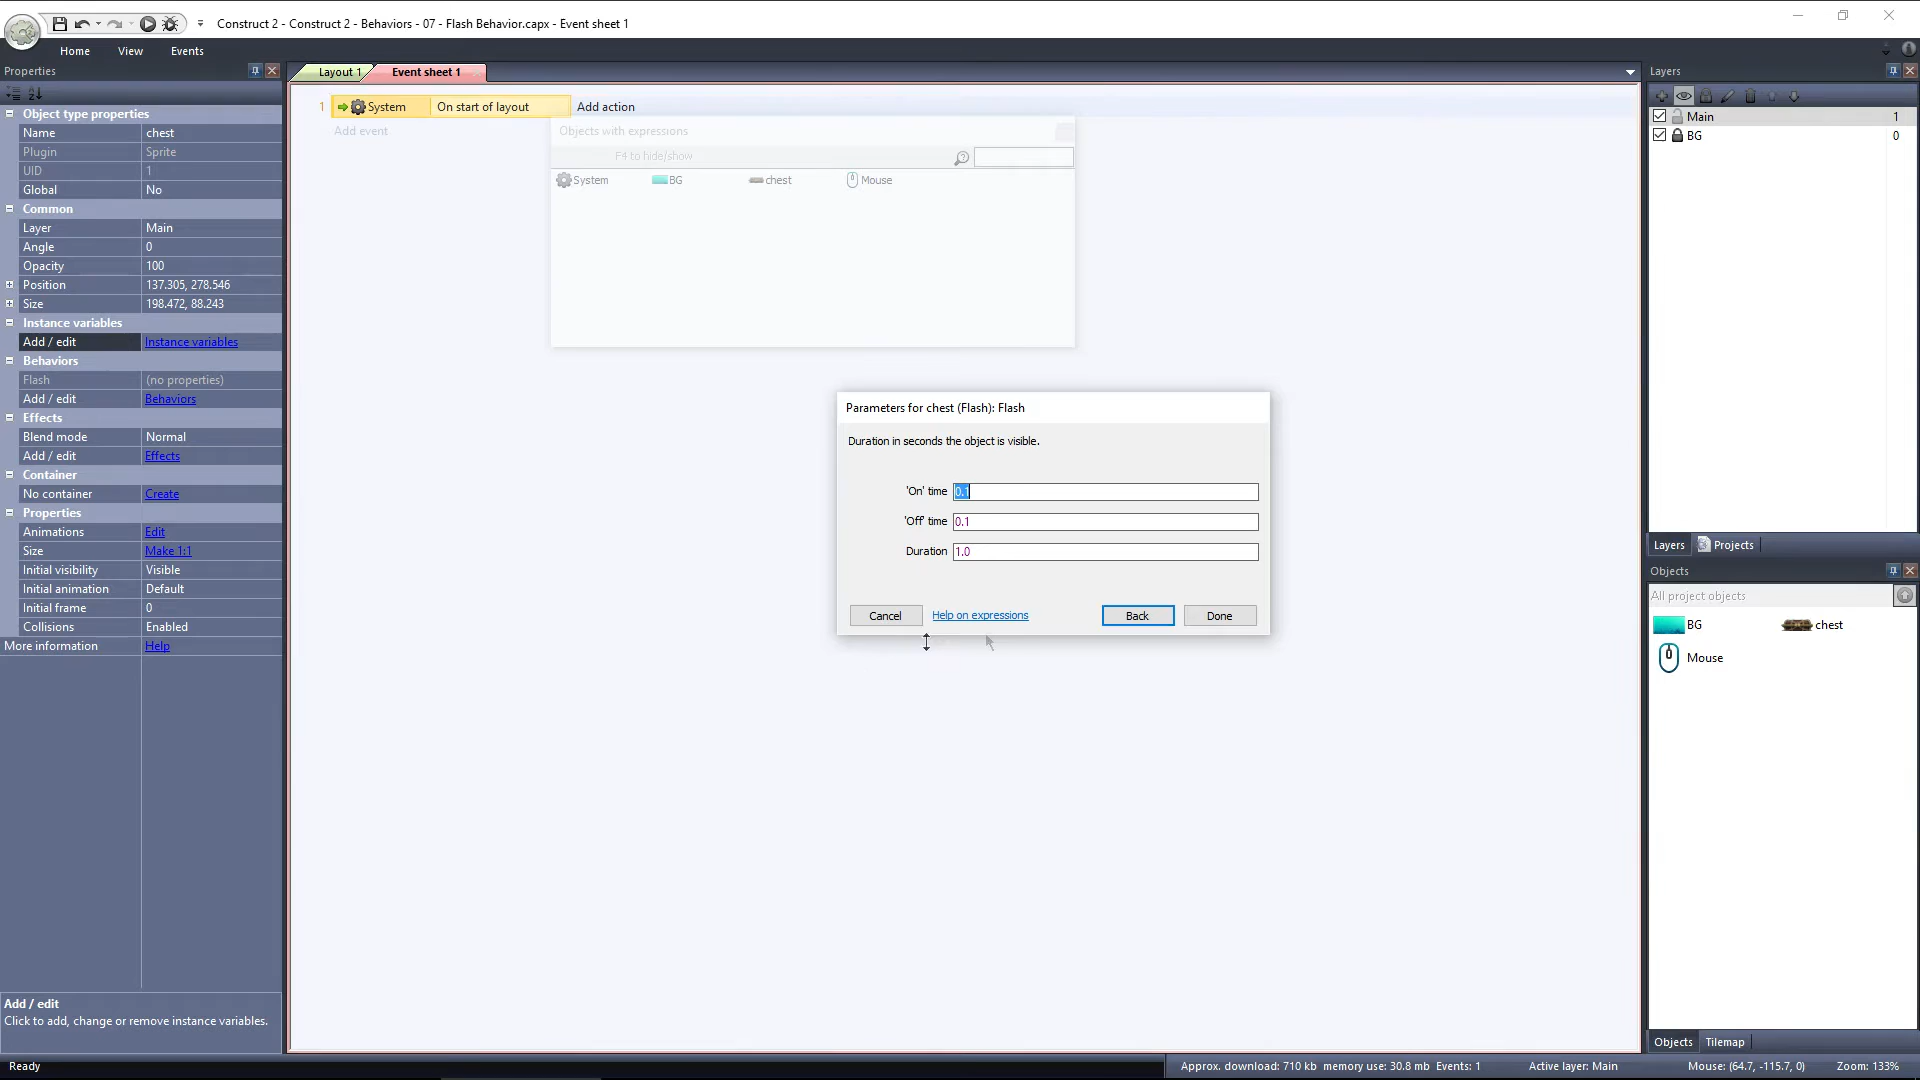 Construct 2 - Construct 2 - Behaviors - 07 - Flash Behavior.capx - Event sheet 1
Home View Events
Properties
Object type properties
Name chest
Plugin Sprite
UID 1
Global No
Common
Layer Main
Angle 0
Opacity 100
Position 137.305, 278.546
Size 198.472, 88.243
Instance variables
Add / edit Instance variables
Behaviors
Flash (no properties)
Add / edit Behaviors
Effects
Blend mode Normal
Add / edit Effects
Container
No container Create
Properties
Animations Edit
Size Make 1:1
Initial visibility Visible
Initial animation Default
Initial frame 0
Collisions Enabled
More information Help
Add / edit
Click to add, change or remove instance variables.
Layout 1 Event sheet 1
1 System On start of layout Add action
Add event
Objects with expressions
F4 to hide/show
System BG chest Mouse
Parameters for chest (Flash): Flash
Duration in seconds the object is visible.
'On' time 0.1
'Off' time 0.1
Duration 1.0
Cancel Help on expressions Back Done
Layers
Main 1
BG 0
Layers Projects
Objects
All project objects
BG chest
Mouse
Objects Tilemap
Ready Approx. download: 710 kb memory use: 30.8 mb Events: 1 Active layer: Main Mouse: (64.7, -115.7, 0) Zoom: 133%